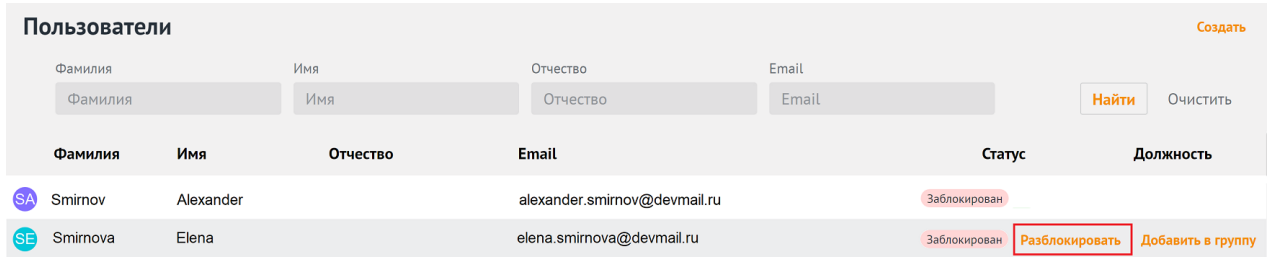 Пользователи Создать
Фамилия Имя Отчество Email
Фамилия Имя Отчество Email Найти Очистить
Фамилия Имя Отчество Email Статус Должность
SA Smirnov Alexander alexander.smirnov@devmail.ru Заблокирован
SE Smirnova Elena elena.smirnova@devmail.ru Заблокирован Разблокировать Добавить в группу